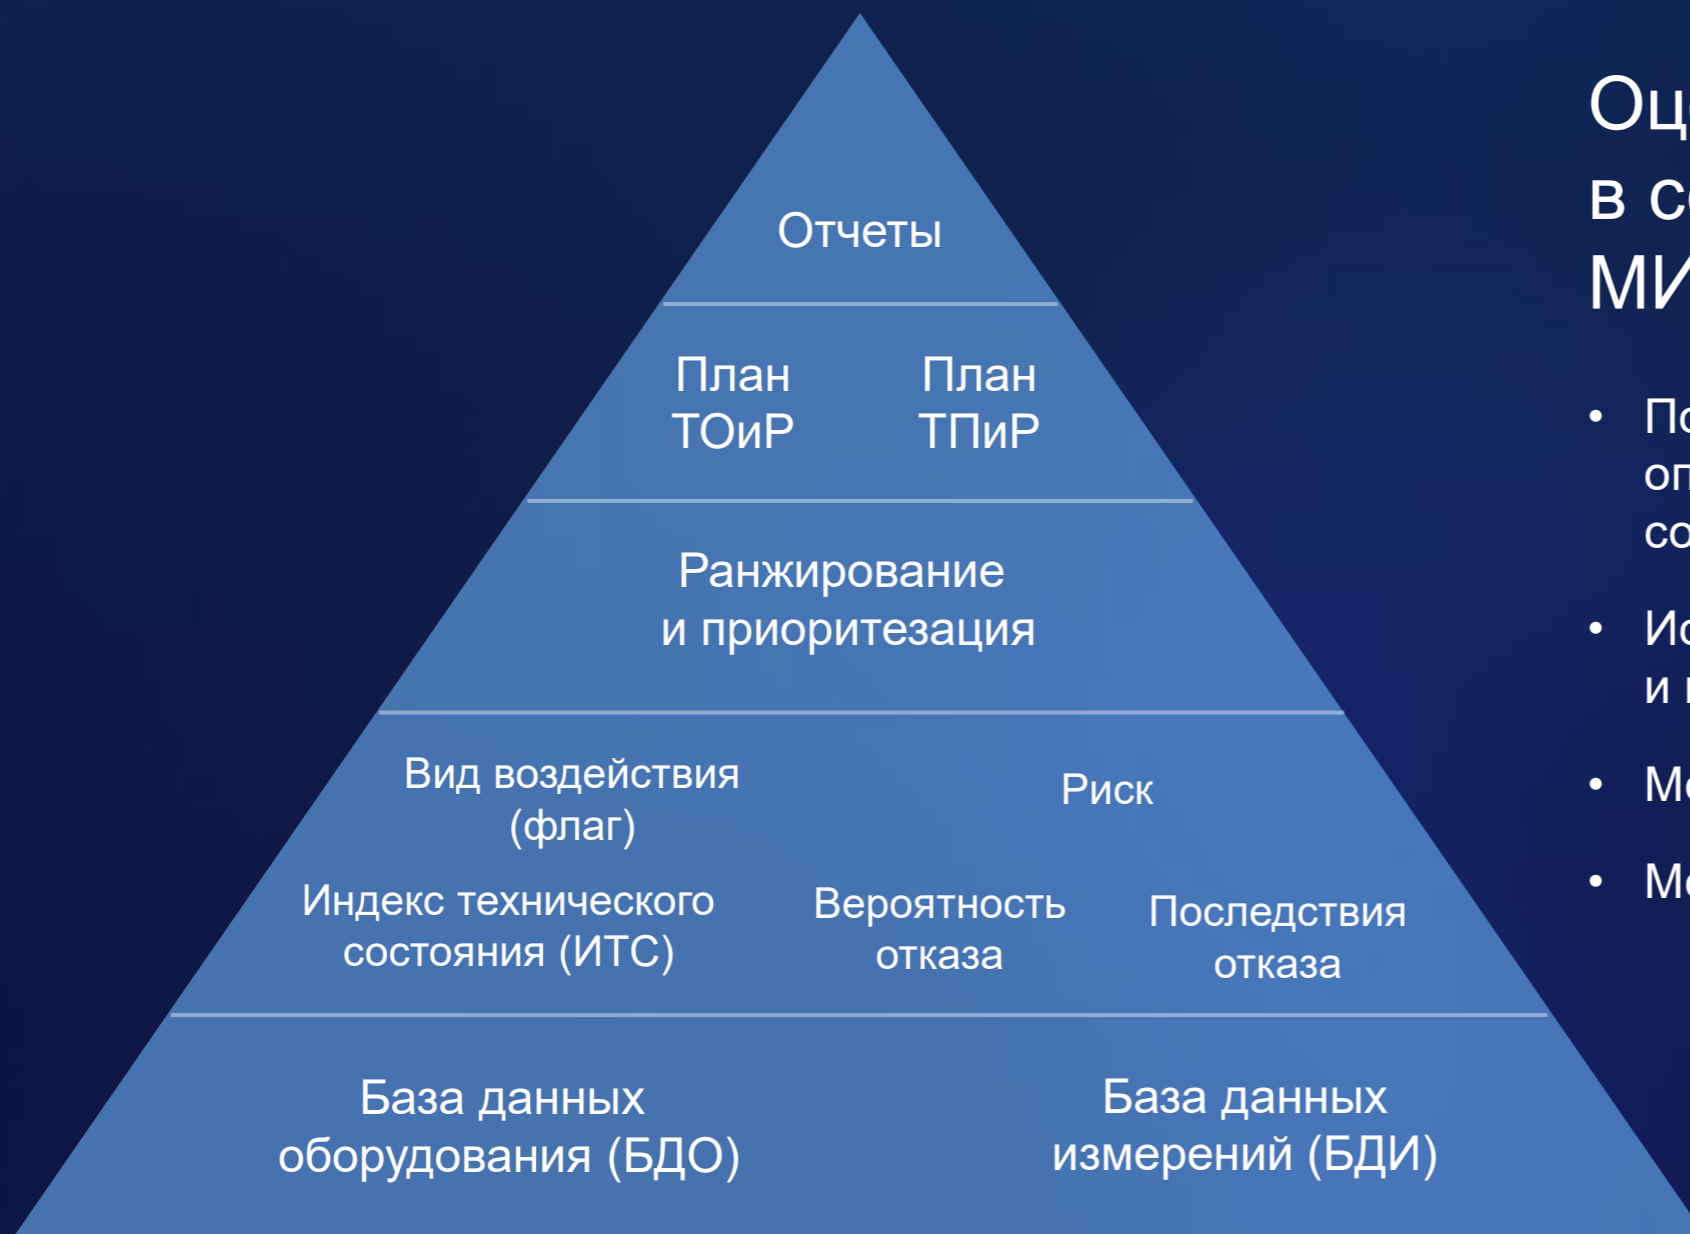 Отчеты
План
ТОиР
План
ТПиР
Ранжирование
и приоритезация
Вид воздействия
(флаг)
Риск
Индекс технического
состояния (ИТС)
Вероятность
отказа
Последствия
отказа
База данных
оборудования (БДО)
База данных
измерений (БДИ)
в
•
•
и
•
•